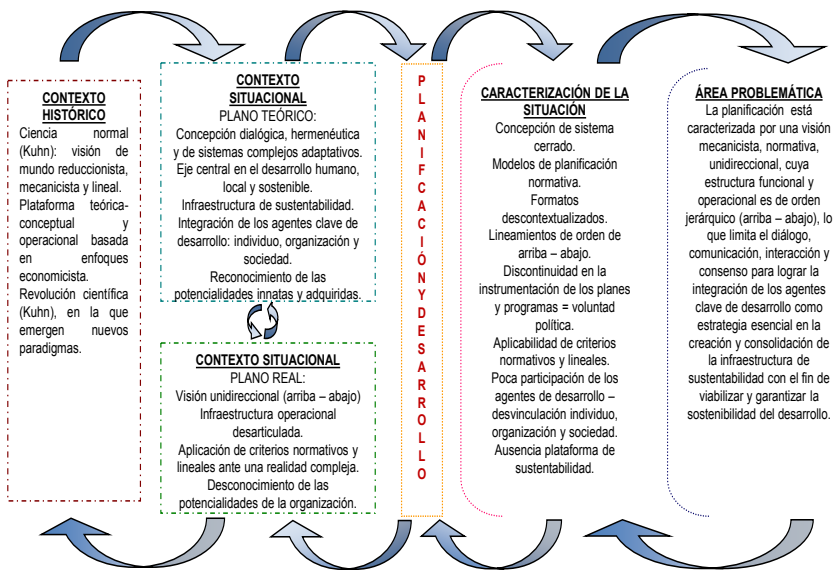 CONTEXTO
HISTÓRICO
Ciencia normal
(Kuhn): visión de
mundo reduccionista,
mecanicista y lineal.
Plataforma teórica-
conceptual y
operacional basada
en enfoques
economicista.
Revolución científica
(Kuhn), en la que
emergen nuevos
paradigmas.
CONTEXTO
SITUACIONAL
PLANO TEÓRICO:
Concepción dialógica, hermenéutica
y de sistemas complejos adaptativos.
Eje central en el desarrollo humano,
local y sostenible.
Infraestructura de sustentabilidad.
Integración de los agentes clave de
desarrollo: individuo, organización y
sociedad.
Reconocimiento de las
potencialidades innatas y adquiridas.
CONTEXTO SITUACIONAL
PLANO REAL:
Visión unidireccional (arriba – abajo)
Infraestructura operacional
desarticulada.
Aplicación de criterios normativos y
lineales ante una realidad compleja.
Desconocimiento de las
potencialidades de la organización.
P
L
A
N
I
F
C
A
C
I
Ó
N
Y
D
E
S
A
R
R
O
L
L
O
CARACTERIZACIÓN DE LA
SITUACIÓN
Concepción de sistema
cerrado.
Modelos de planificación
normativa.
Formatos
descontextualizados.
Lineamientos de orden de
arriba – abajo.
Discontinuidad en la
instrumentación de los planes
y programas = voluntad
política.
Aplicabilidad de criterios
normativos y lineales.
Poca participación de los
agentes de desarrollo –
desvinculación individuo,
organización y sociedad.
Ausencia plataforma de
sustentabilidad.
ÁREA PROBLEMÁTICA
La planificación está
caracterizada por una visión
mecanicista, normativa,
unidireccional, cuya
estructura funcional y
operacional es de orden
jerárquico (arriba – abajo), lo
que limita el diálogo,
comunicación, interacción y
consenso para lograr la
integración de los agentes
clave de desarrollo como
estrategia esencial en la
creación y consolidación de
la infraestructura de
sustentabilidad con el fin de
viabilizar y garantizar la
sostenibilidad del desarrollo.